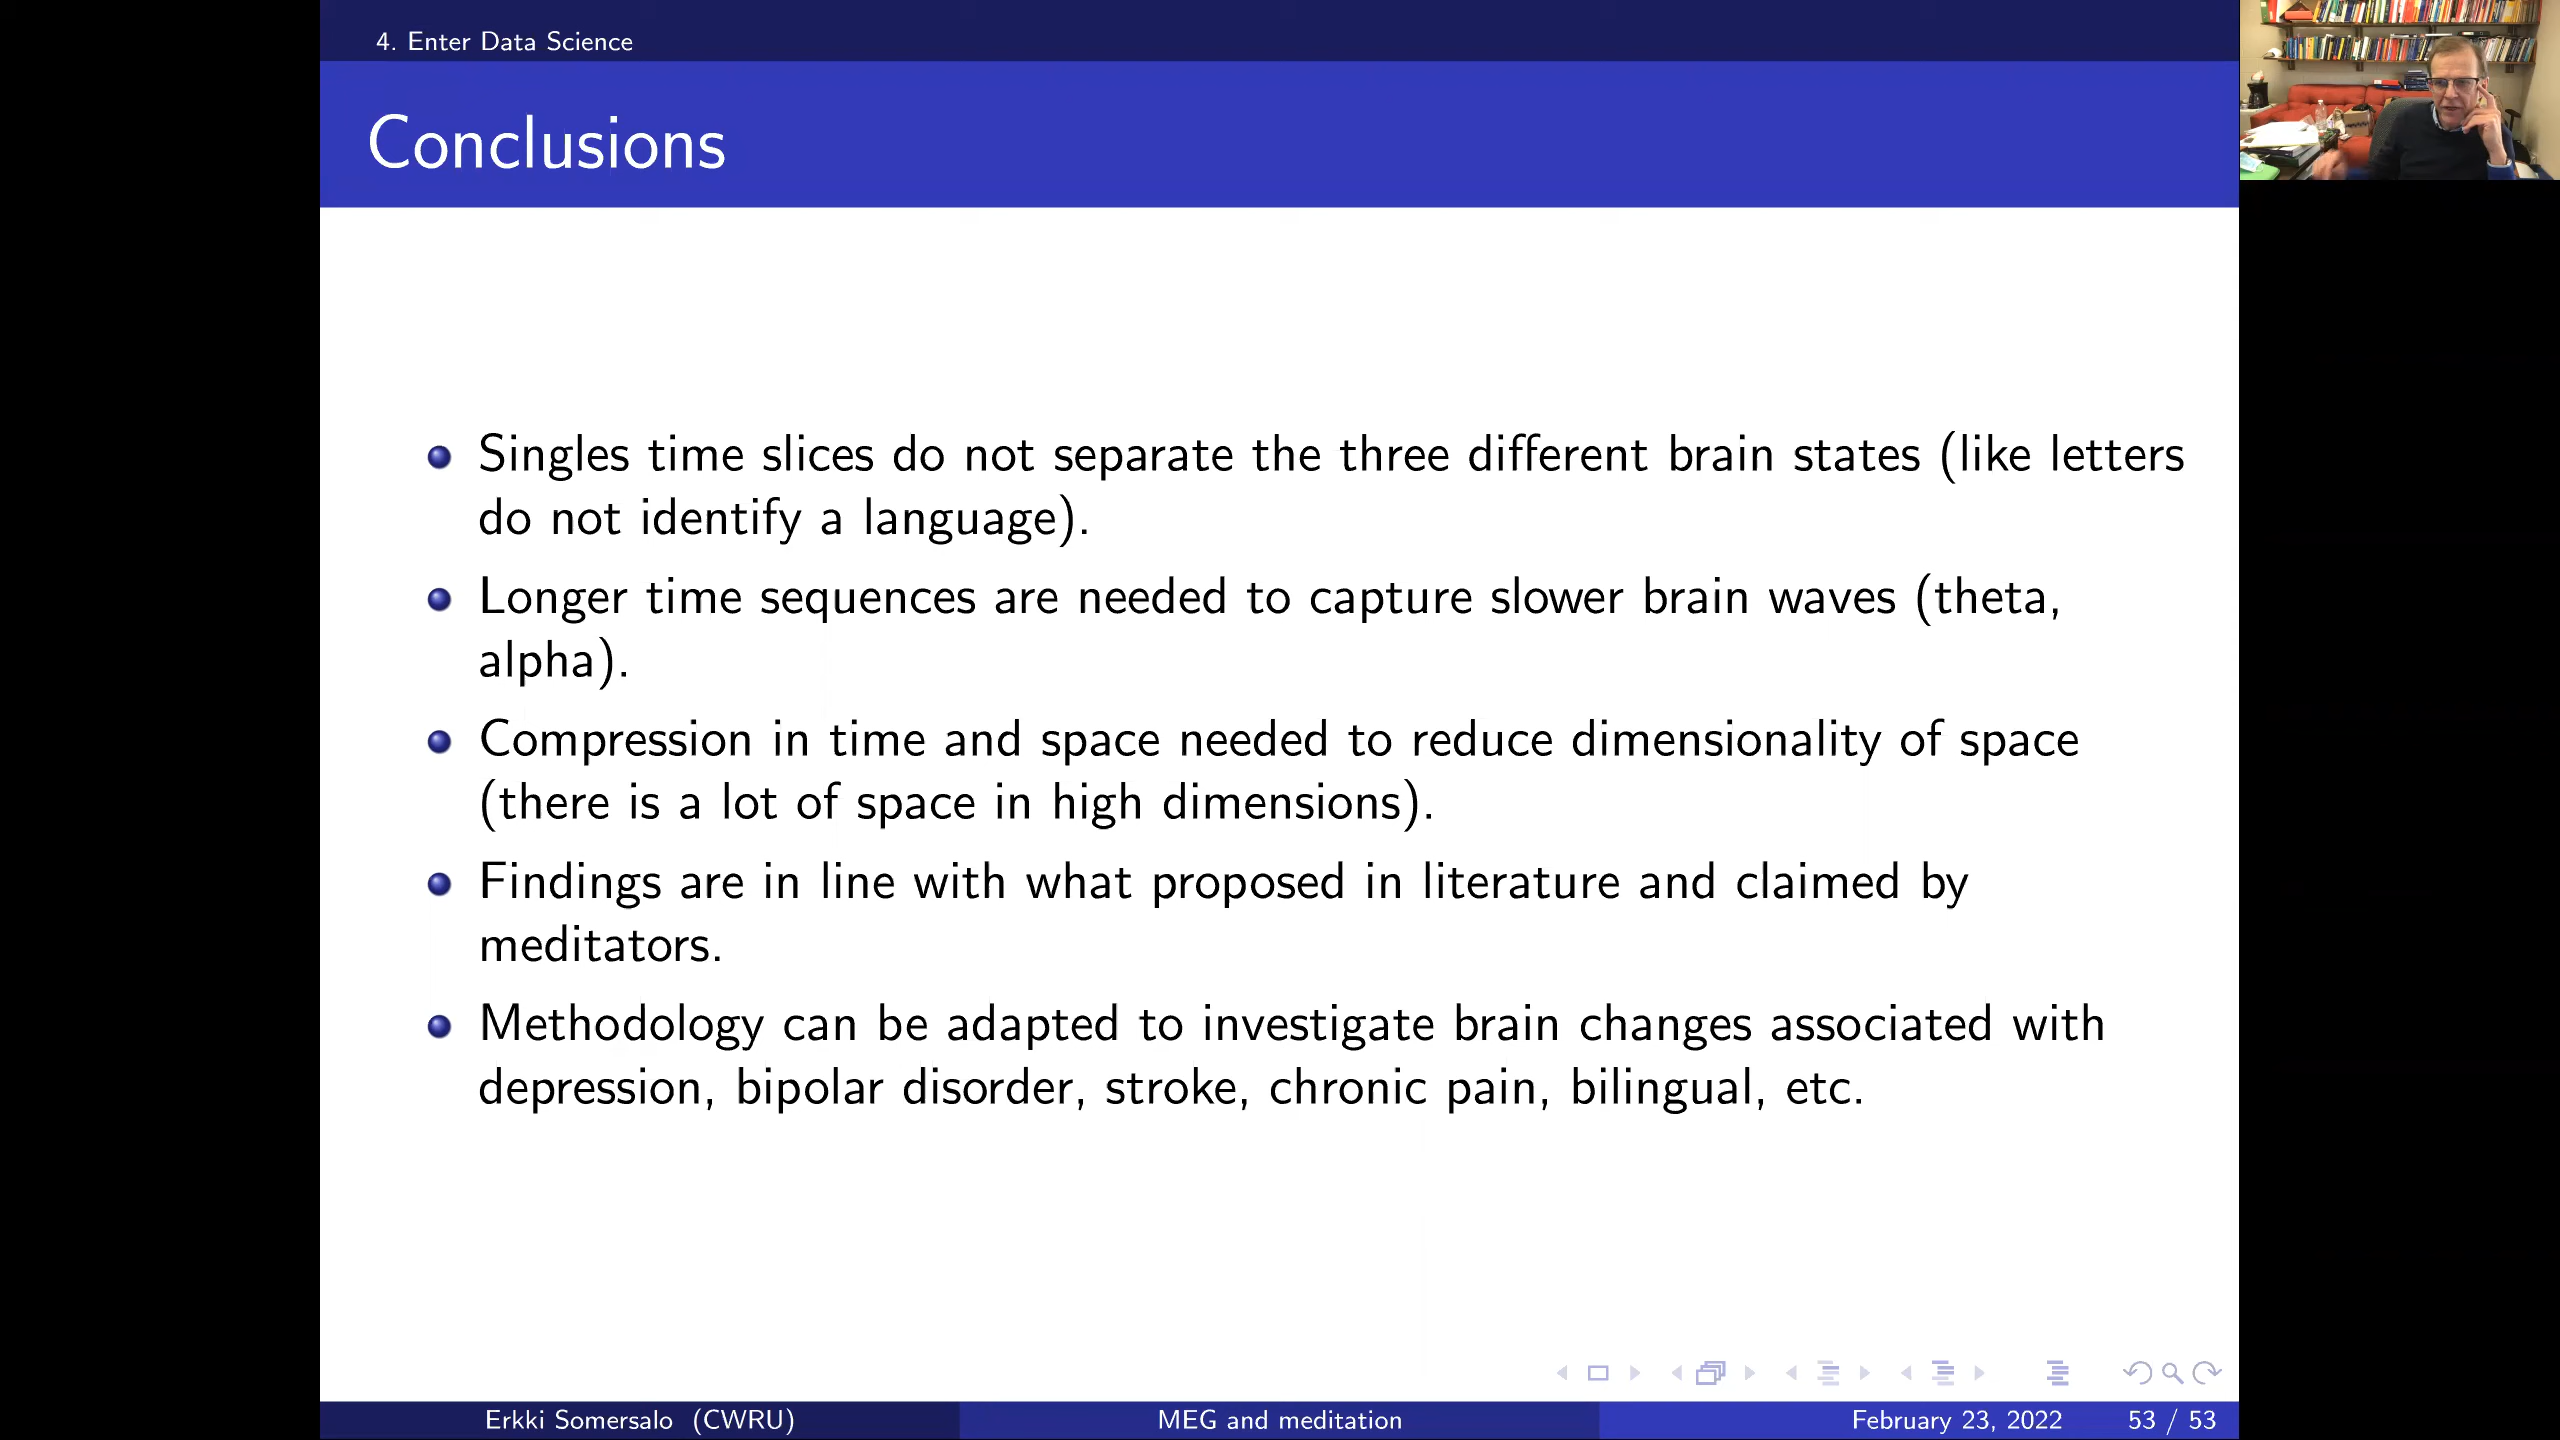 4. Enter Data Science
Conclusions
Singles time slices do not separate the three different brain states (like letters
do not identify a language).
Longer time sequences are needed to capture slower brain waves (theta,
alpha).
Compression in time and space needed to reduce dimensionality of space
(there is a lot of space in high dimensions).
Findings are in line with what proposed in literature and claimed by
meditators.
Methodology can be adapted to investigate brain changes associated with
depression, bipolar disorder, stroke, chronic pain, bilingual, etc.
Erkki Somersalo (CWRU)
MEG and meditation
February 23, 2022
53 / 53